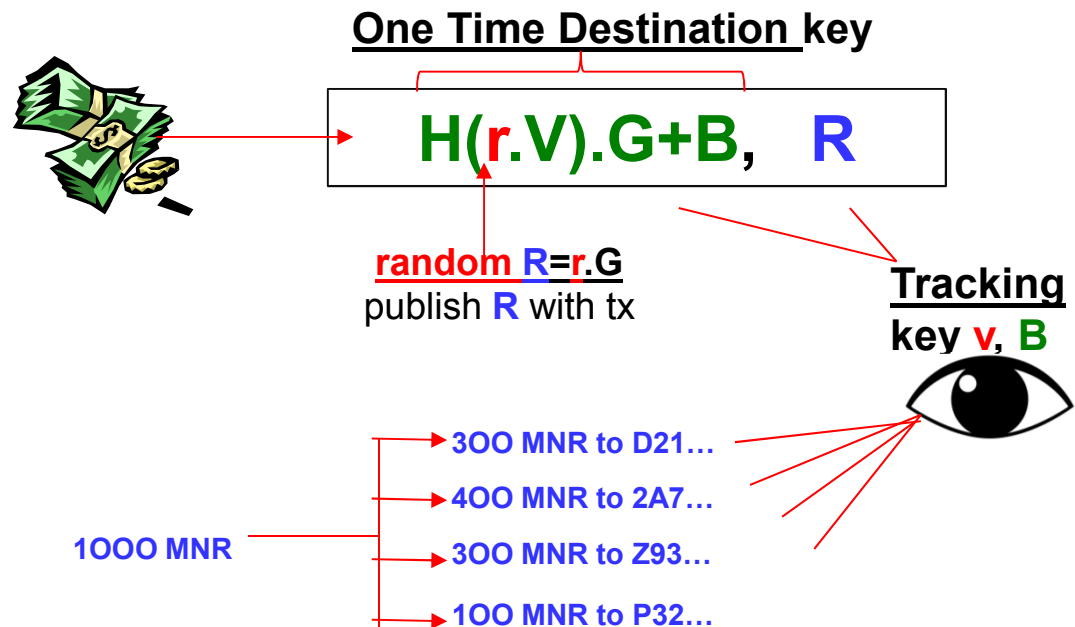 One Time Destination key
H(r.V).G+B, R
random R=r.G
publish R with tx
Tracking
key v, B
1OOO MNR
3OO MNR to D21…
4OO MNR to 2A7…
3OO MNR to Z93…
1OO MNR to P32…